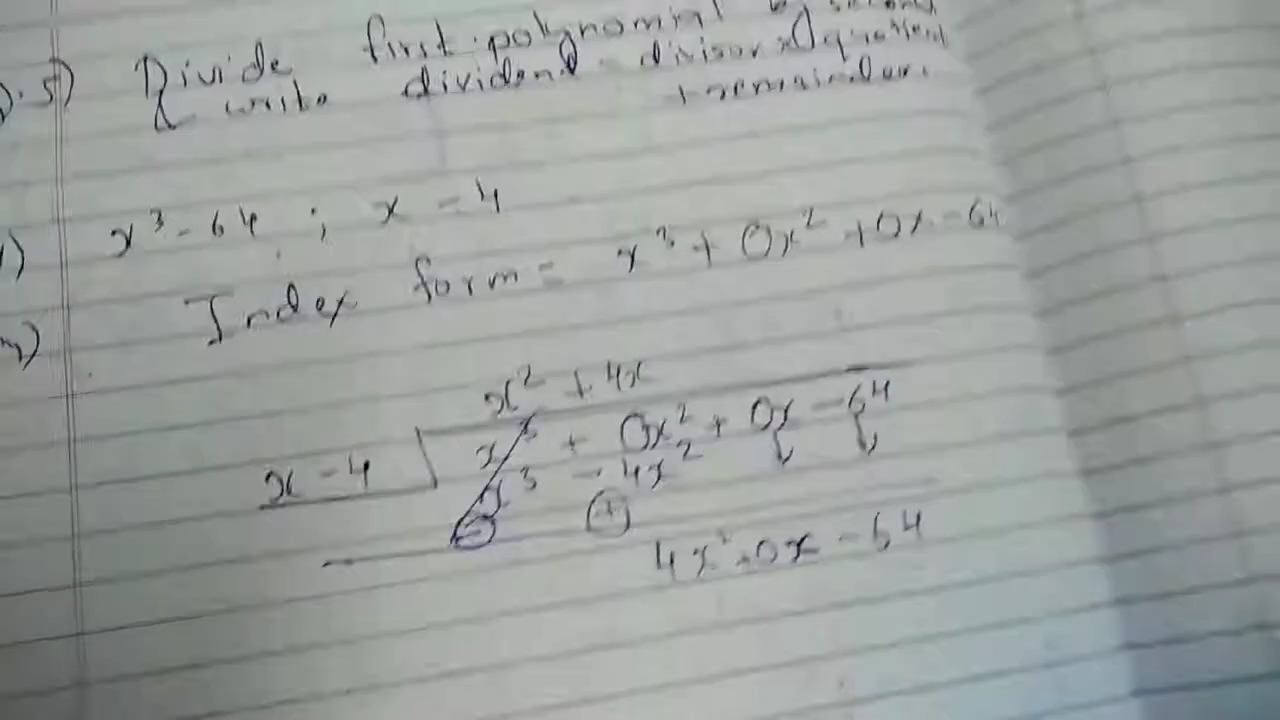 5) Divide first polynomial by second
& write dividend = divisor × quotient
+ remainder.
1) x³ - 64 ; x - 4
Index form = x³ + 0x² + 0x - 64
x² + 4x
x - 4 x³ + 0x² + 0x - 64
x³ - 4x²
- +
4x² + 0x - 64